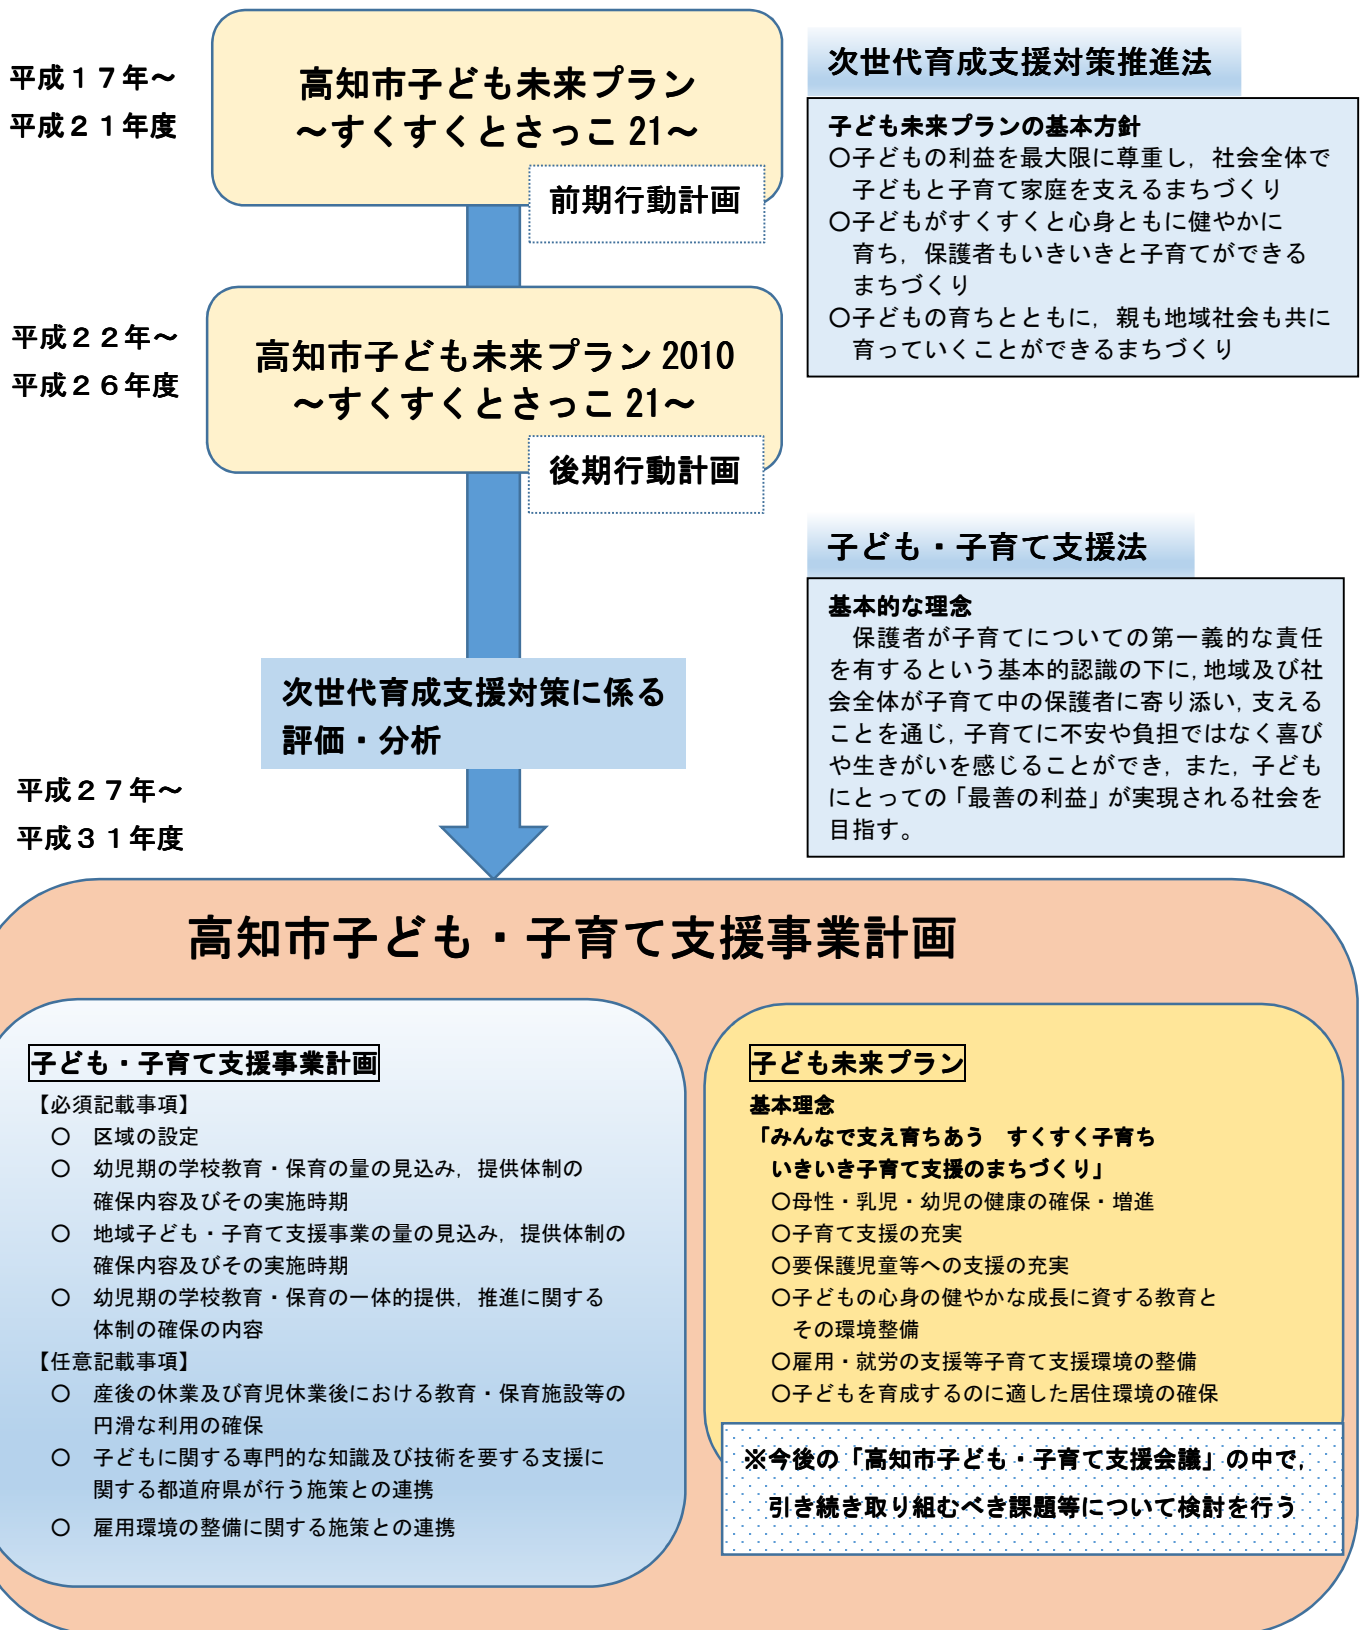 平成１７年～
平成２１年度
高知市子ども未来プラン
～すくすくとさっこ 21～
前期行動計画
次世代育成支援対策推進法
子ども未来プランの基本方針
〇子どもの利益を最大限に尊重し，社会全体で
子どもと子育て家庭を支えるまちづくり
〇子どもがすくすくと心身ともに健やかに
育ち，保護者もいきいきと子育てができる
まちづくり
〇子どもの育ちとともに，親も地域社会も共に
育っていくことができるまちづくり
平成２２年～
平成２６年度
高知市子ども未来プラン 2010
～すくすくとさっこ 21～
後期行動計画
子ども・子育て支援法
基本的な理念
保護者が子育てについての第一義的な責任
を有するという基本的認識の下に，地域及び社
会全体が子育て中の保護者に寄り添い，支える
ことを通じ，子育てに不安や負担ではなく喜び
や生きがいを感じることができ，また，子ども
にとっての「最善の利益」が実現される社会を
目指す。
次世代育成支援対策に係る
評価・分析
平成２７年～
平成３１年度
高知市子ども・子育て支援事業計画
子ども・子育て支援事業計画
【必須記載事項】
〇　区域の設定
〇　幼児期の学校教育・保育の量の見込み，提供体制の
確保内容及びその実施時期
〇　地域子ども・子育て支援事業の量の見込み，提供体制の
確保内容及びその実施時期
〇　幼児期の学校教育・保育の一体的提供，推進に関する
体制の確保の内容
【任意記載事項】
〇　産後の休業及び育児休業後における教育・保育施設等の
円滑な利用の確保
〇　子どもに関する専門的な知識及び技術を要する支援に
関する都道府県が行う施策との連携
〇　雇用環境の整備に関する施策との連携
子ども未来プラン
基本理念
「みんなで支え育ちあう　すくすく子育ち
いきいき子育て支援のまちづくり」
〇母性・乳児・幼児の健康の確保・増進
〇子育て支援の充実
〇要保護児童等への支援の充実
〇子どもの心身の健やかな成長に資する教育と
その環境整備
〇雇用・就労の支援等子育て支援環境の整備
〇子どもを育成するのに適した居住環境の確保
※今後の「高知市子ども・子育て支援会議」の中で，
引き続き取り組むべき課題等について検討を行う